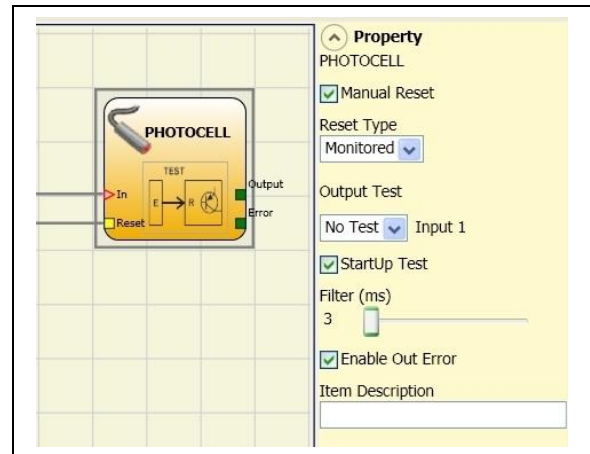 PHOTOCELL
TEST
In
E
R
Output
Error
Reset
Property
PHOTOCELL
Manual Reset
Reset Type
Monitored
Output Test
No Test Input 1
StartUp Test
Filter (ms)
3
Enable Out Error
Item Description